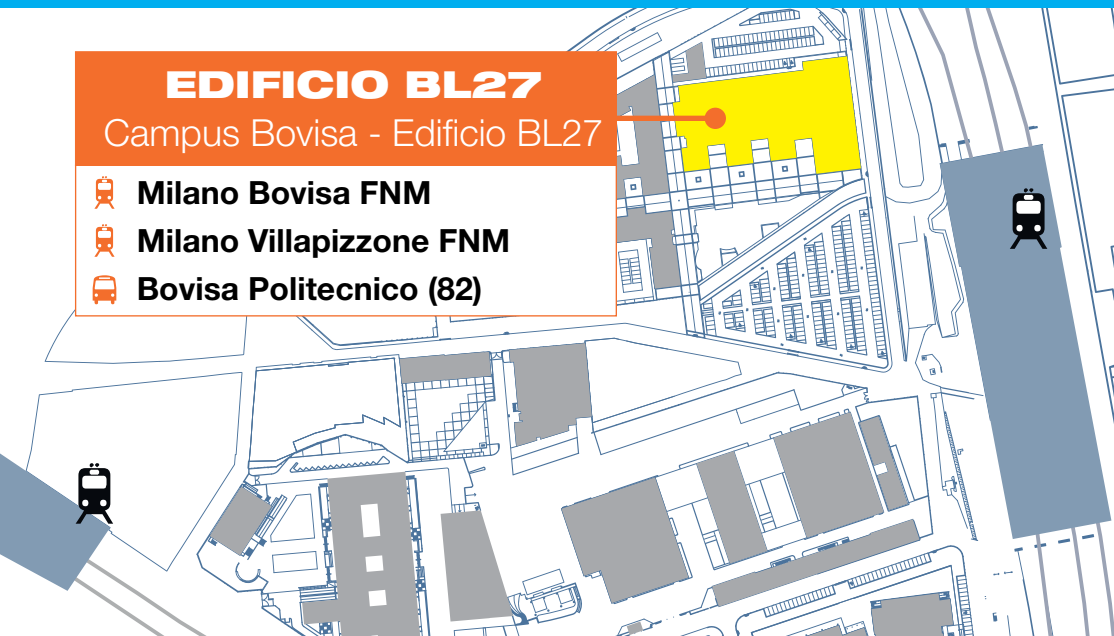 EDIFICIO BL27
Campus Bovisa - Edificio BL27
Milano Bovisa FNM
Milano Villapizzone FNM
Bovisa Politecnico (82)